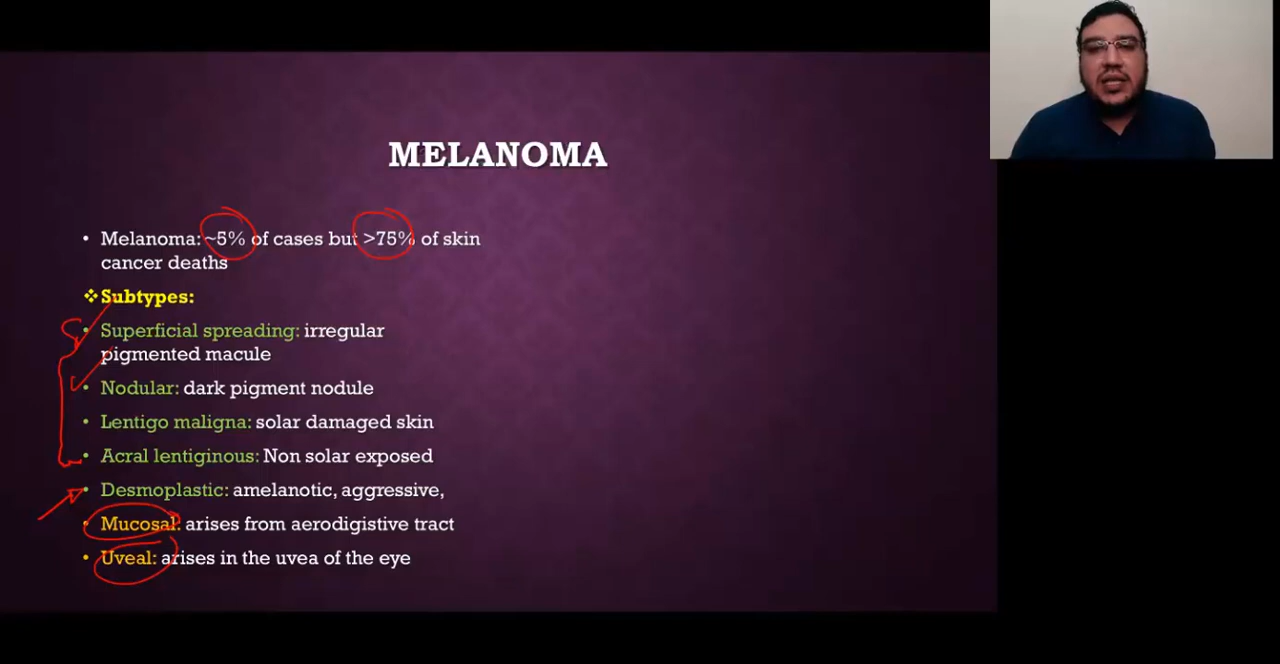 MELANOMA
• Melanoma: ~5% of cases but >75% of skin
cancer deaths
❖Subtypes:
• Superficial spreading: irregular
pigmented macule
• Nodular: dark pigment nodule
• Lentigo maligna: solar damaged skin
• Acral lentiginous: Non solar exposed
• Desmoplastic: amelanotic, aggressive,
• Mucosal: arises from aerodigistive tract
• Uveal: arises in the uvea of the eye